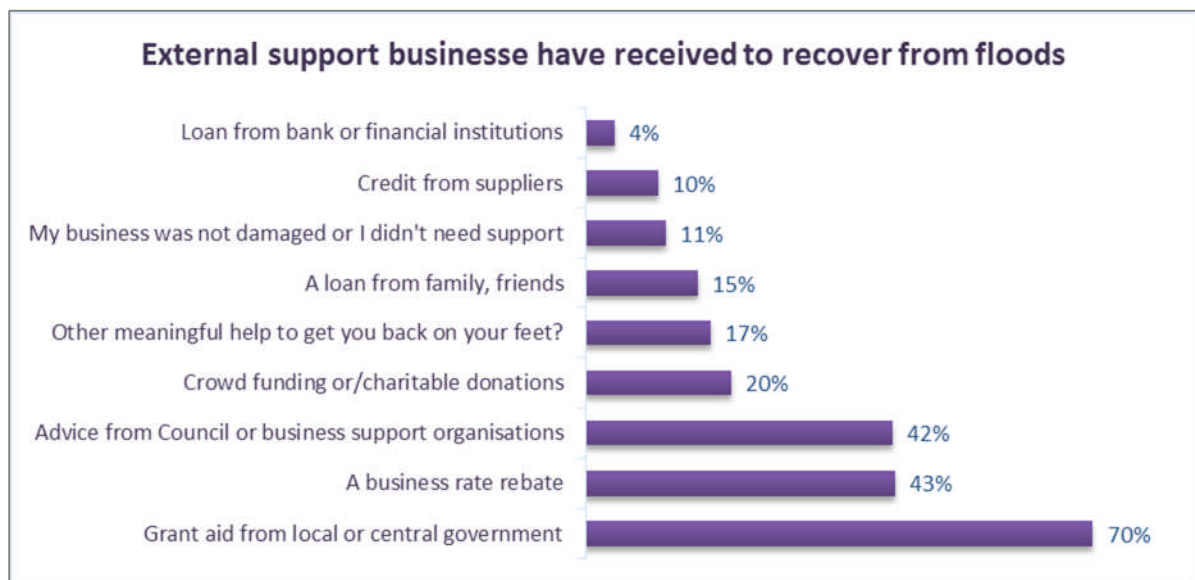 External support businesse have received to recover from floods
Loan from bank or financial institutions 4%
Credit from suppliers 10%
My business was not damaged or I didn't need support 11%
A loan from family, friends 15%
Other meaningful help to get you back on your feet? 17%
Crowd funding or/charitable donations 20%
Advice from Council or business support organisations 42%
A business rate rebate 43%
Grant aid from local or central government 70%